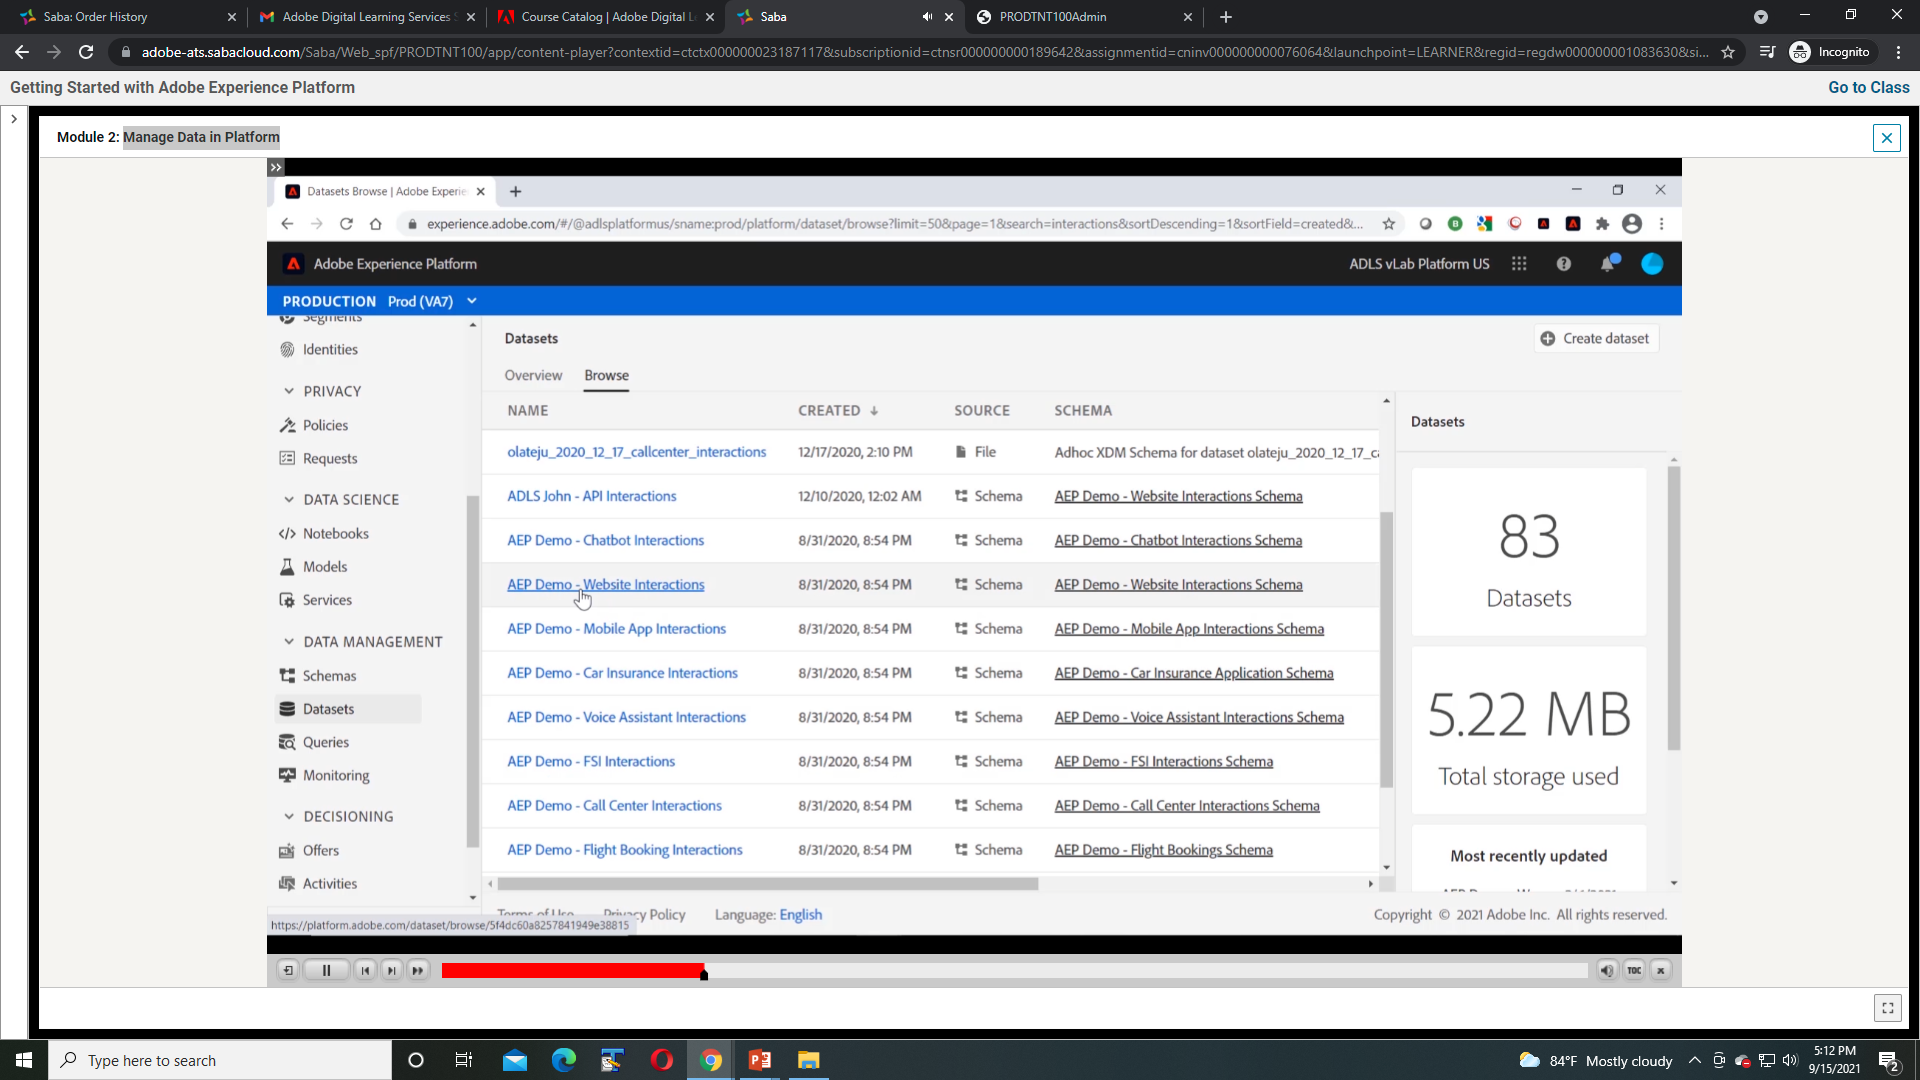 Saba: Order History
Adobe Digital Learning Services S
Course Catalog | Adobe Digital L
Saba
PRODTNT100Admin
adobe-ats.sabacloud.com/Saba/Web_spf/PRODTNT100/app/content-player?contextid=ctctx000000023187117&subscriptionid=ctnsr000000000189642&assignmentid=cninv000000000076064&launchpoint=LEARNER&regid=regdw000000001083630&si...
Incognito
Getting Started with Adobe Experience Platform
Go to Class
Module 2: Manage Data in Platform
Datasets Browse | Adobe Experie
experience.adobe.com/#/@adlsplatformus/sname:prod/platform/dataset/browse?limit=50&page=1&search=interactions&sortDescending=1&sortField=created&...
Adobe Experience Platform
ADLS vLab Platform US
PRODUCTION Prod (VA7)
Segments
Identities
PRIVACY
Policies
Requests
DATA SCIENCE
Notebooks
Models
Services
DATA MANAGEMENT
Schemas
Datasets
Queries
Monitoring
DECISIONING
Offers
Activities
Datasets
Create dataset
Overview Browse
NAME CREATED SOURCE SCHEMA
olateju_2020_12_17_callcenter_interactions 12/17/2020, 2:10 PM File Adhoc XDM Schema for dataset olateju_2020_12_17_ca
ADLS John - API Interactions 12/10/2020, 12:02 AM Schema AEP Demo - Website Interactions Schema
AEP Demo - Chatbot Interactions 8/31/2020, 8:54 PM Schema AEP Demo - Chatbot Interactions Schema
AEP Demo - Website Interactions 8/31/2020, 8:54 PM Schema AEP Demo - Website Interactions Schema
AEP Demo - Mobile App Interactions 8/31/2020, 8:54 PM Schema AEP Demo - Mobile App Interactions Schema
AEP Demo - Car Insurance Interactions 8/31/2020, 8:54 PM Schema AEP Demo - Car Insurance Application Schema
AEP Demo - Voice Assistant Interactions 8/31/2020, 8:54 PM Schema AEP Demo - Voice Assistant Interactions Schema
AEP Demo - FSI Interactions 8/31/2020, 8:54 PM Schema AEP Demo - FSI Interactions Schema
AEP Demo - Call Center Interactions 8/31/2020, 8:54 PM Schema AEP Demo - Call Center Interactions Schema
AEP Demo - Flight Booking Interactions 8/31/2020, 8:54 PM Schema AEP Demo - Flight Bookings Schema
Datasets
83
Datasets
5.22 MB
Total storage used
Most recently updated
Terms of Use Privacy Policy Language: English
Copyright © 2021 Adobe Inc. All rights reserved.
https://platform.adobe.com/dataset/browse/5f4dc60a8257841949e38815
TOC
Type here to search
84°F Mostly cloudy
5:12 PM
9/15/2021
2